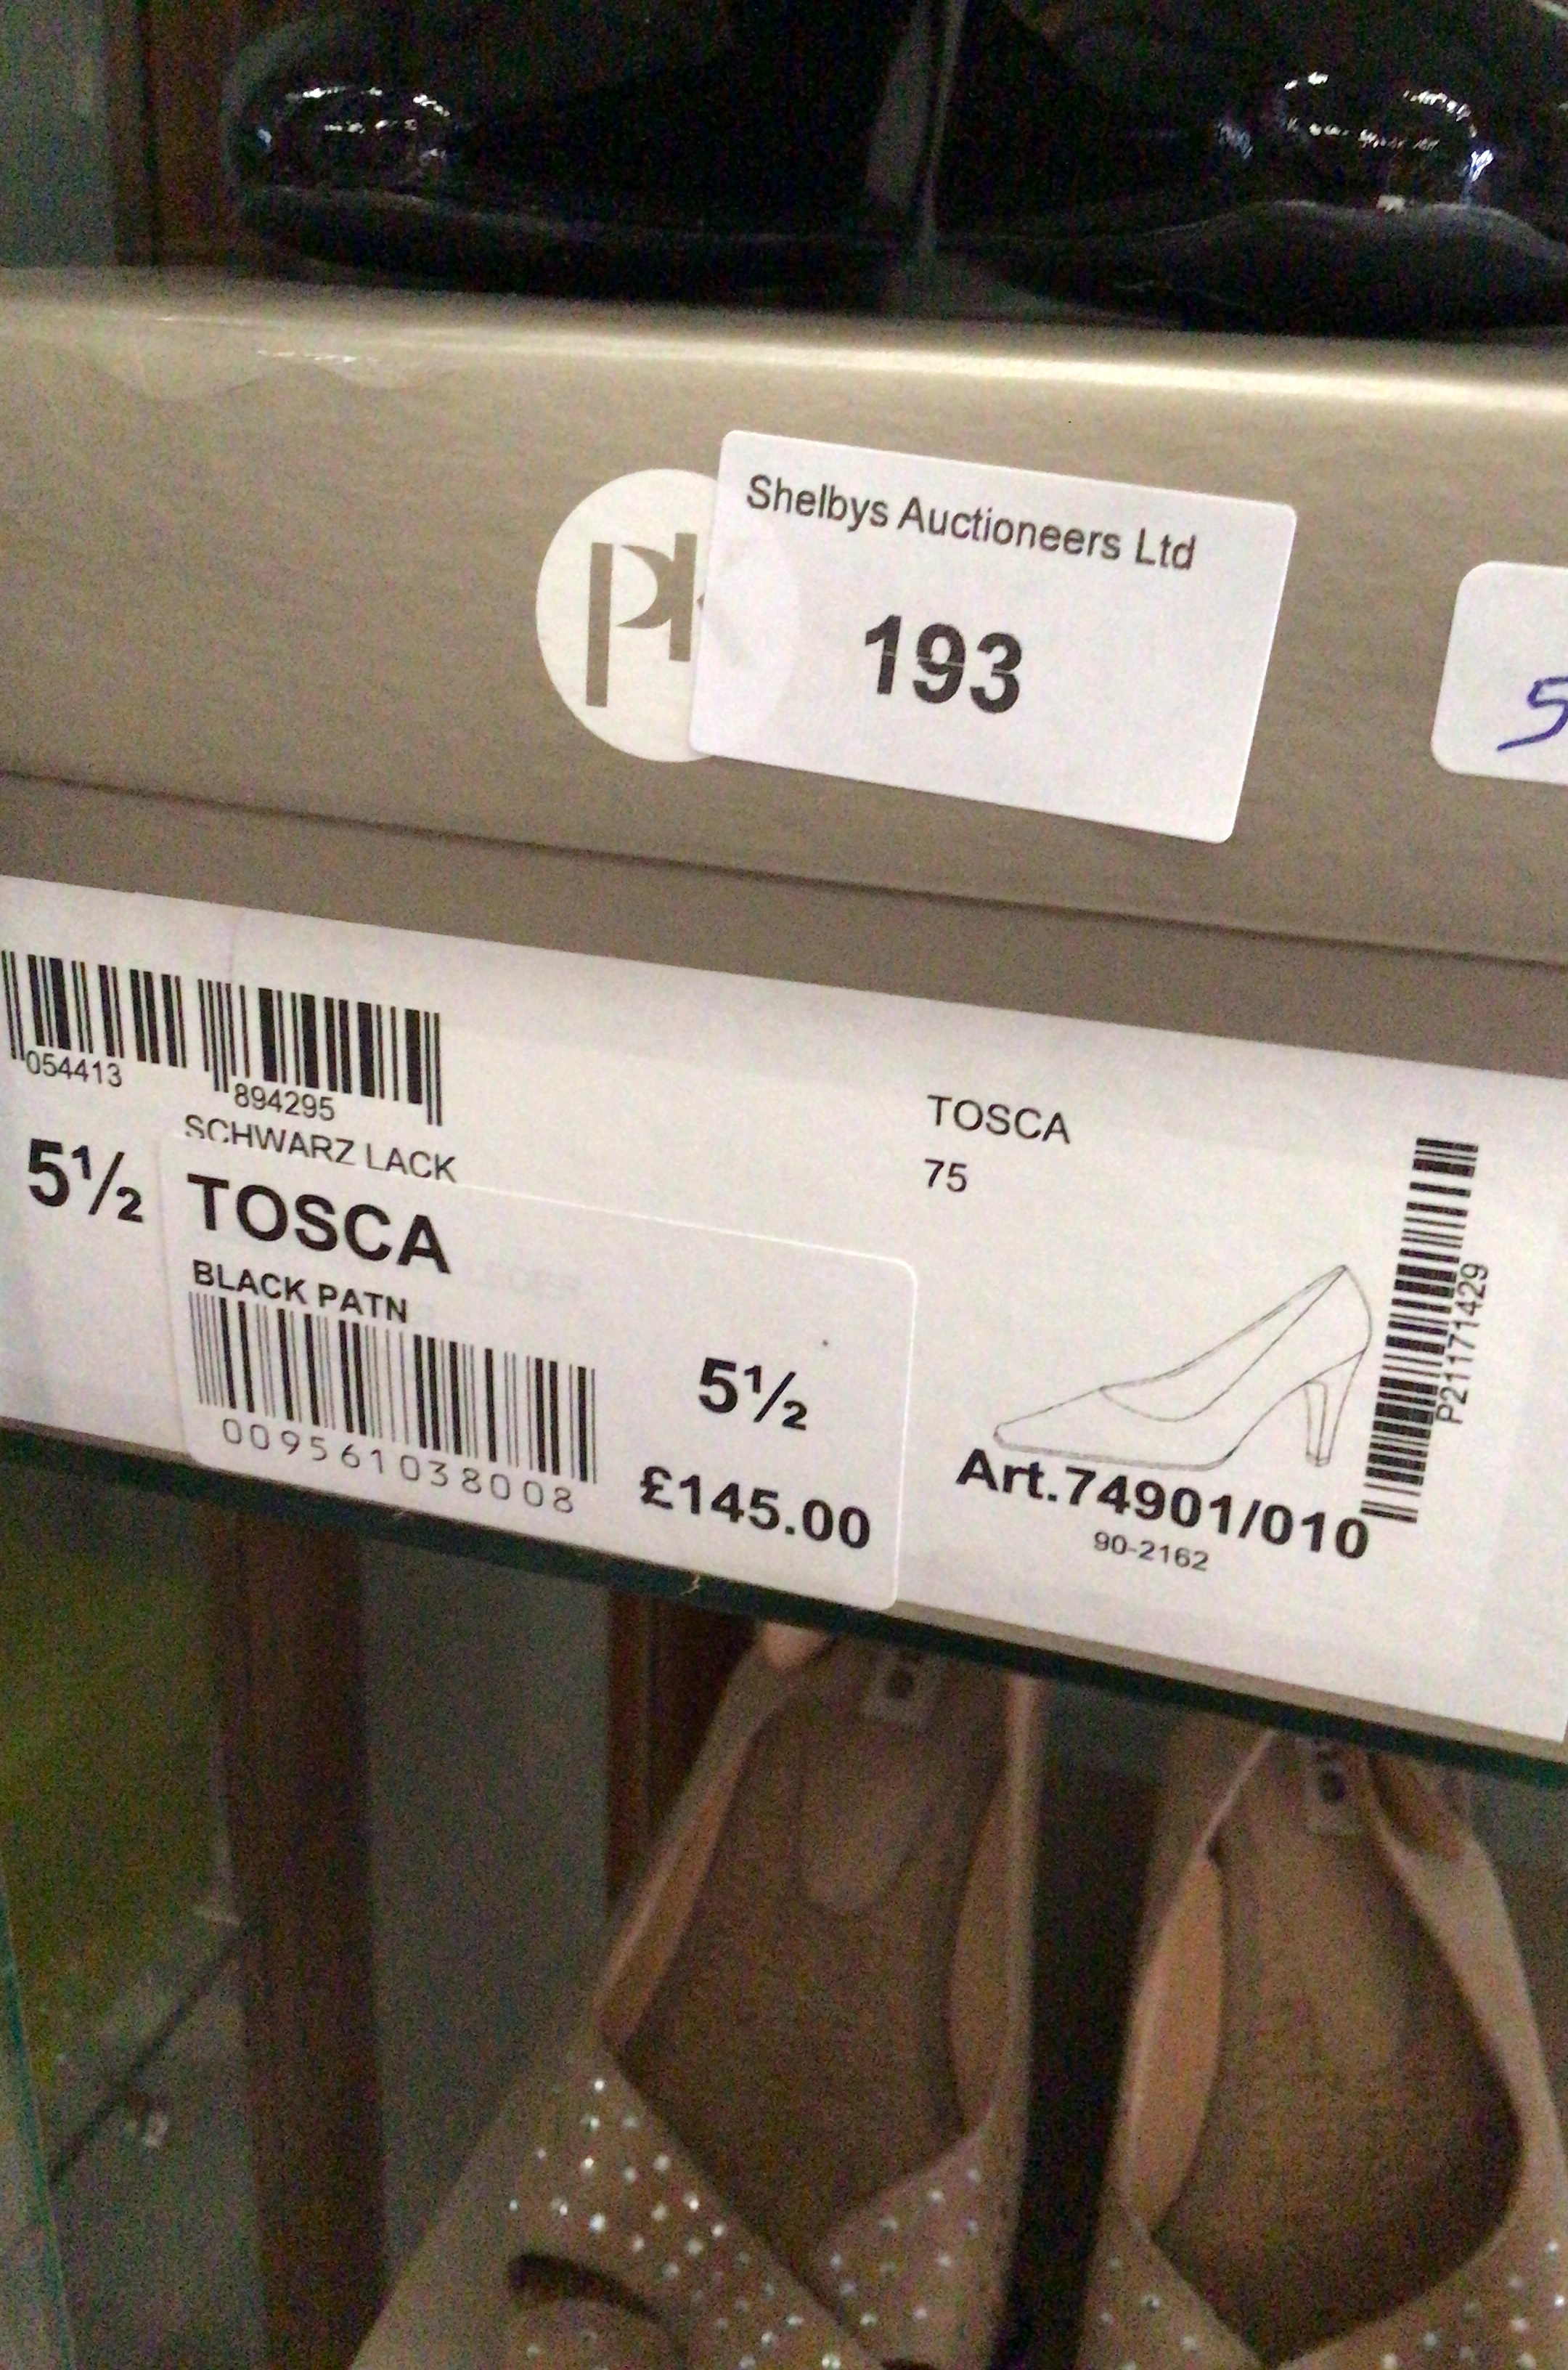 Shelbys Auctioneers Ltd
193
5
054413
894295
SCHWARZ LACK
5½
TOSCA
BLACK PATN
009561038008
5½
£145.00
TOSCA
75
P21171429
Art.74901/010
90-2162